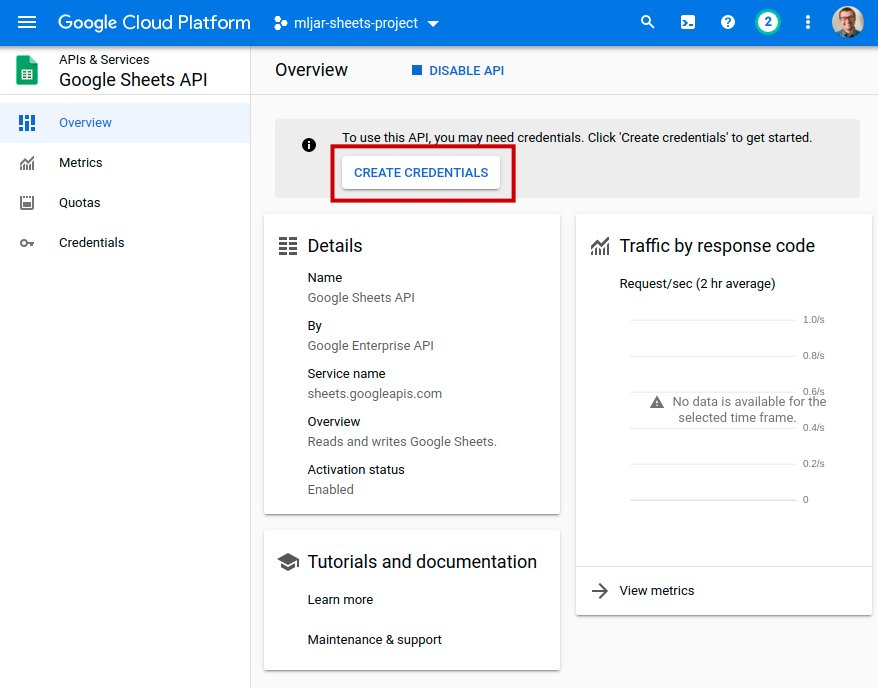 Google Cloud Platform
mljar-sheets-project
2
APIs & Services
Google Sheets API
Overview
DISABLE API
Overview
Metrics
Quotas
Credentials
To use this API, you may need credentials. Click 'Create credentials' to get started.
CREATE CREDENTIALS
Details
Name
Google Sheets API
By
Google Enterprise API
Service name
sheets.googleapis.com
Overview
Reads and writes Google Sheets.
Activation status
Enabled
Tutorials and documentation
Learn more
Maintenance & support
Traffic by response code
Request/sec (2 hr average)
1.0/s
0.8/s
0.6/s
No data is available for the
selected time frame.
0.4/s
0.2/s
0
View metrics